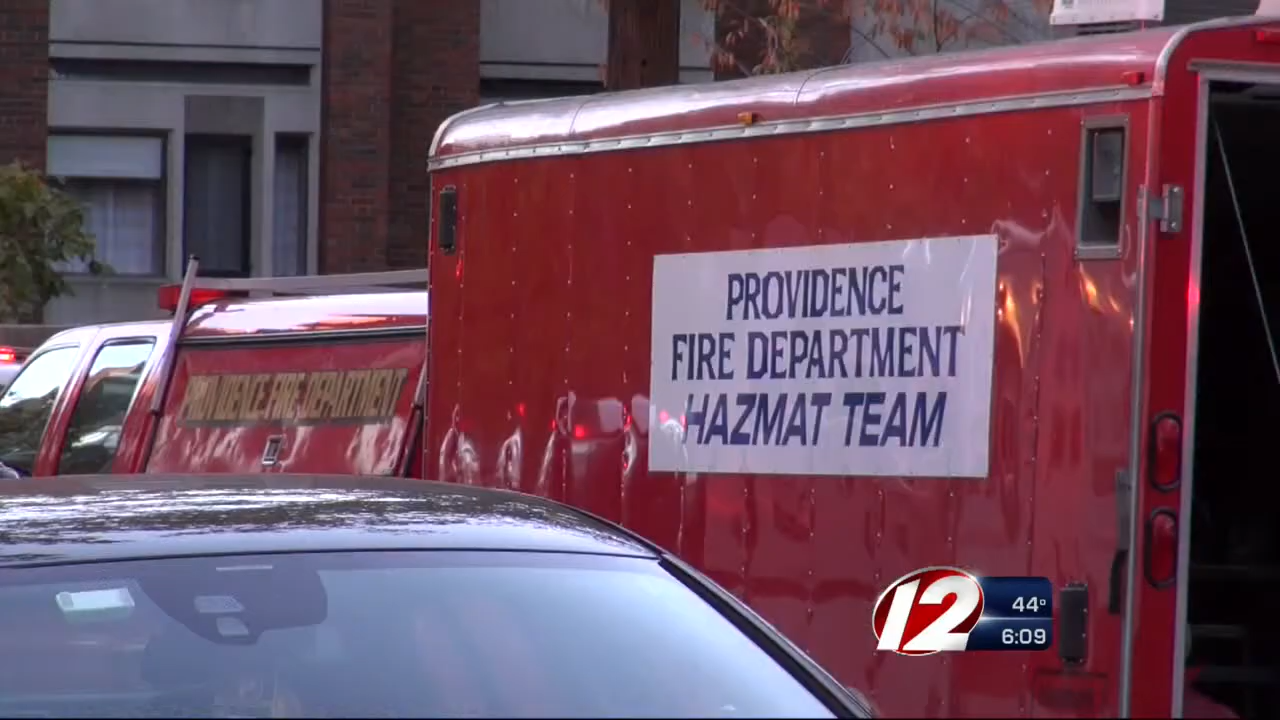 PROVIDENCE
FIRE DEPARTMENT
HAZMAT TEAM
PROVIDENCE FIRE DEPARTMENT
12
44°
6:09